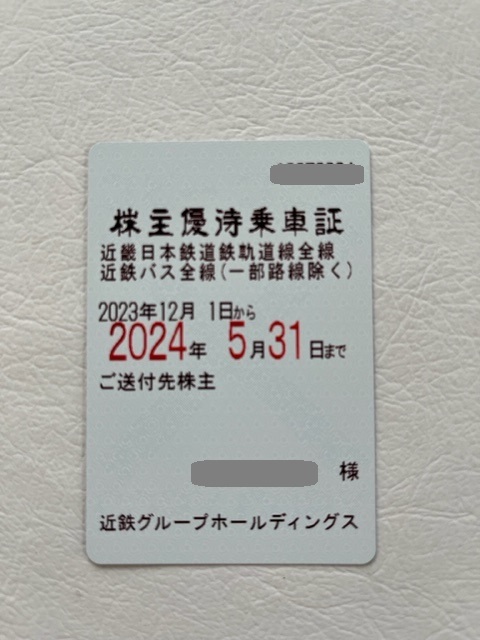 株主優待乗車証
近畿日本鉄道鉄軌道線全線
近鉄バス全線(一部路線除く)
2023年12月 1日から
2024年 5月31日まで
ご送付先株主
様
近鉄グループホールディングス